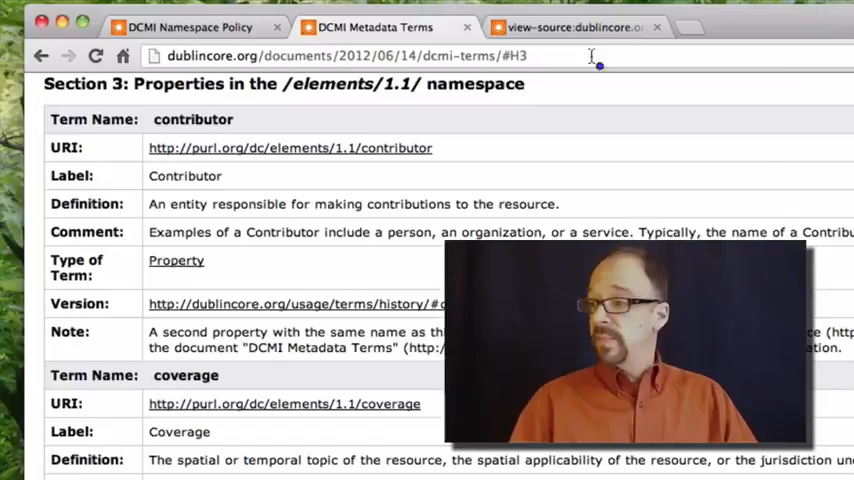 DCMI Namespace Policy
DCMI Metadata Terms
view-source:dublincore.or
dublincore.org/documents/2012/06/14/dcmi-terms/#H3
Section 3: Properties in the /elements/1.1/ namespace
Term Name: contributor
URI: http://purl.org/dc/elements/1.1/contributor
Label: Contributor
Definition: An entity responsible for making contributions to the resource.
Comment: Examples of a Contributor include a person, an organization, or a service. Typically, the name of a Contribu
Type of Term: Property
Version: http://dublincore.org/usage/terms/history/#
Note: A second property with the same name as thi
the document "DCMI Metadata Terms" (http:/
ce (http
ation.
Term Name: coverage
URI: http://purl.org/dc/elements/1.1/coverage
Label: Coverage
Definition: The spatial or temporal topic of the resource, the spatial applicability of the resource, or the jurisdiction un